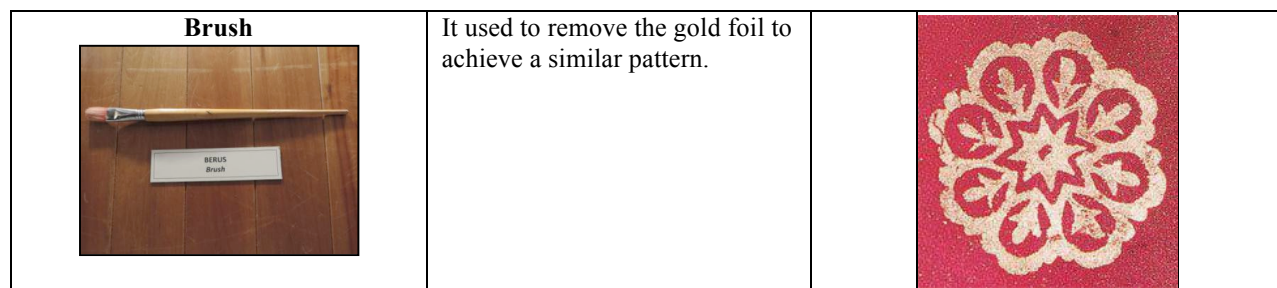 Brush
BERUS
Brush
It used to remove the gold foil to
achieve a similar pattern.